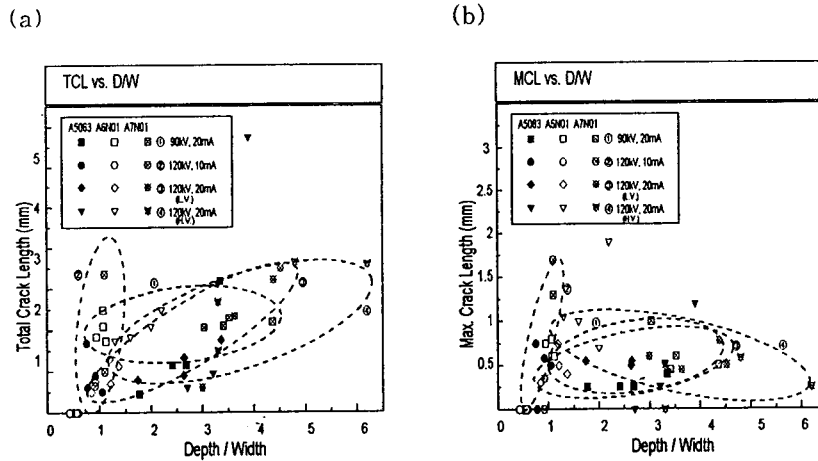 (a)
TCL vs. D/W
A5083 A6N01 A7N01
① 90kV, 20mA
② 120kV, 10mA
③ 120kV, 20mA
(L.V.)
④ 120kV, 20mA
(H.V.)
Total Crack Length (mm)
5
4
3
2
1
0
0 1 2 3 4 5 6
Depth / Width
(b)
MCL vs. D/W
A5083 A6N01 A7N01
① 90kV, 20mA
② 120kV, 10mA
③ 120kV, 20mA
(L.V.)
④ 120kV, 20mA
(H.V.)
Max. Crack Length (mm)
3
2.5
2
1.5
1
0.5
0
0 1 2 3 4 5 6
Depth / Width